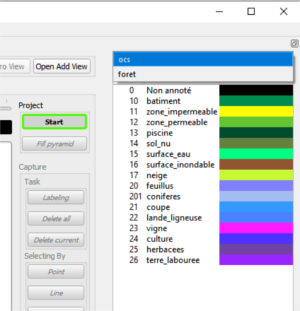 ro View
Open Add View
Project
Start
Fill pyramid
Capture
Task
Labeling
Delete all
Delete current
Selecting By
Point
Line
ocs
foret
0 Non annoté
10 batiment
11 zone_impermeable
12 zone_permeable
13 piscine
14 sol_nu
15 surface_eau
16 surface_inondable
17 neige
20 feuillus
201 coniferes
21 coupe
22 lande_ligneuse
23 vigne
24 culture
25 herbacees
26 terre_labouree